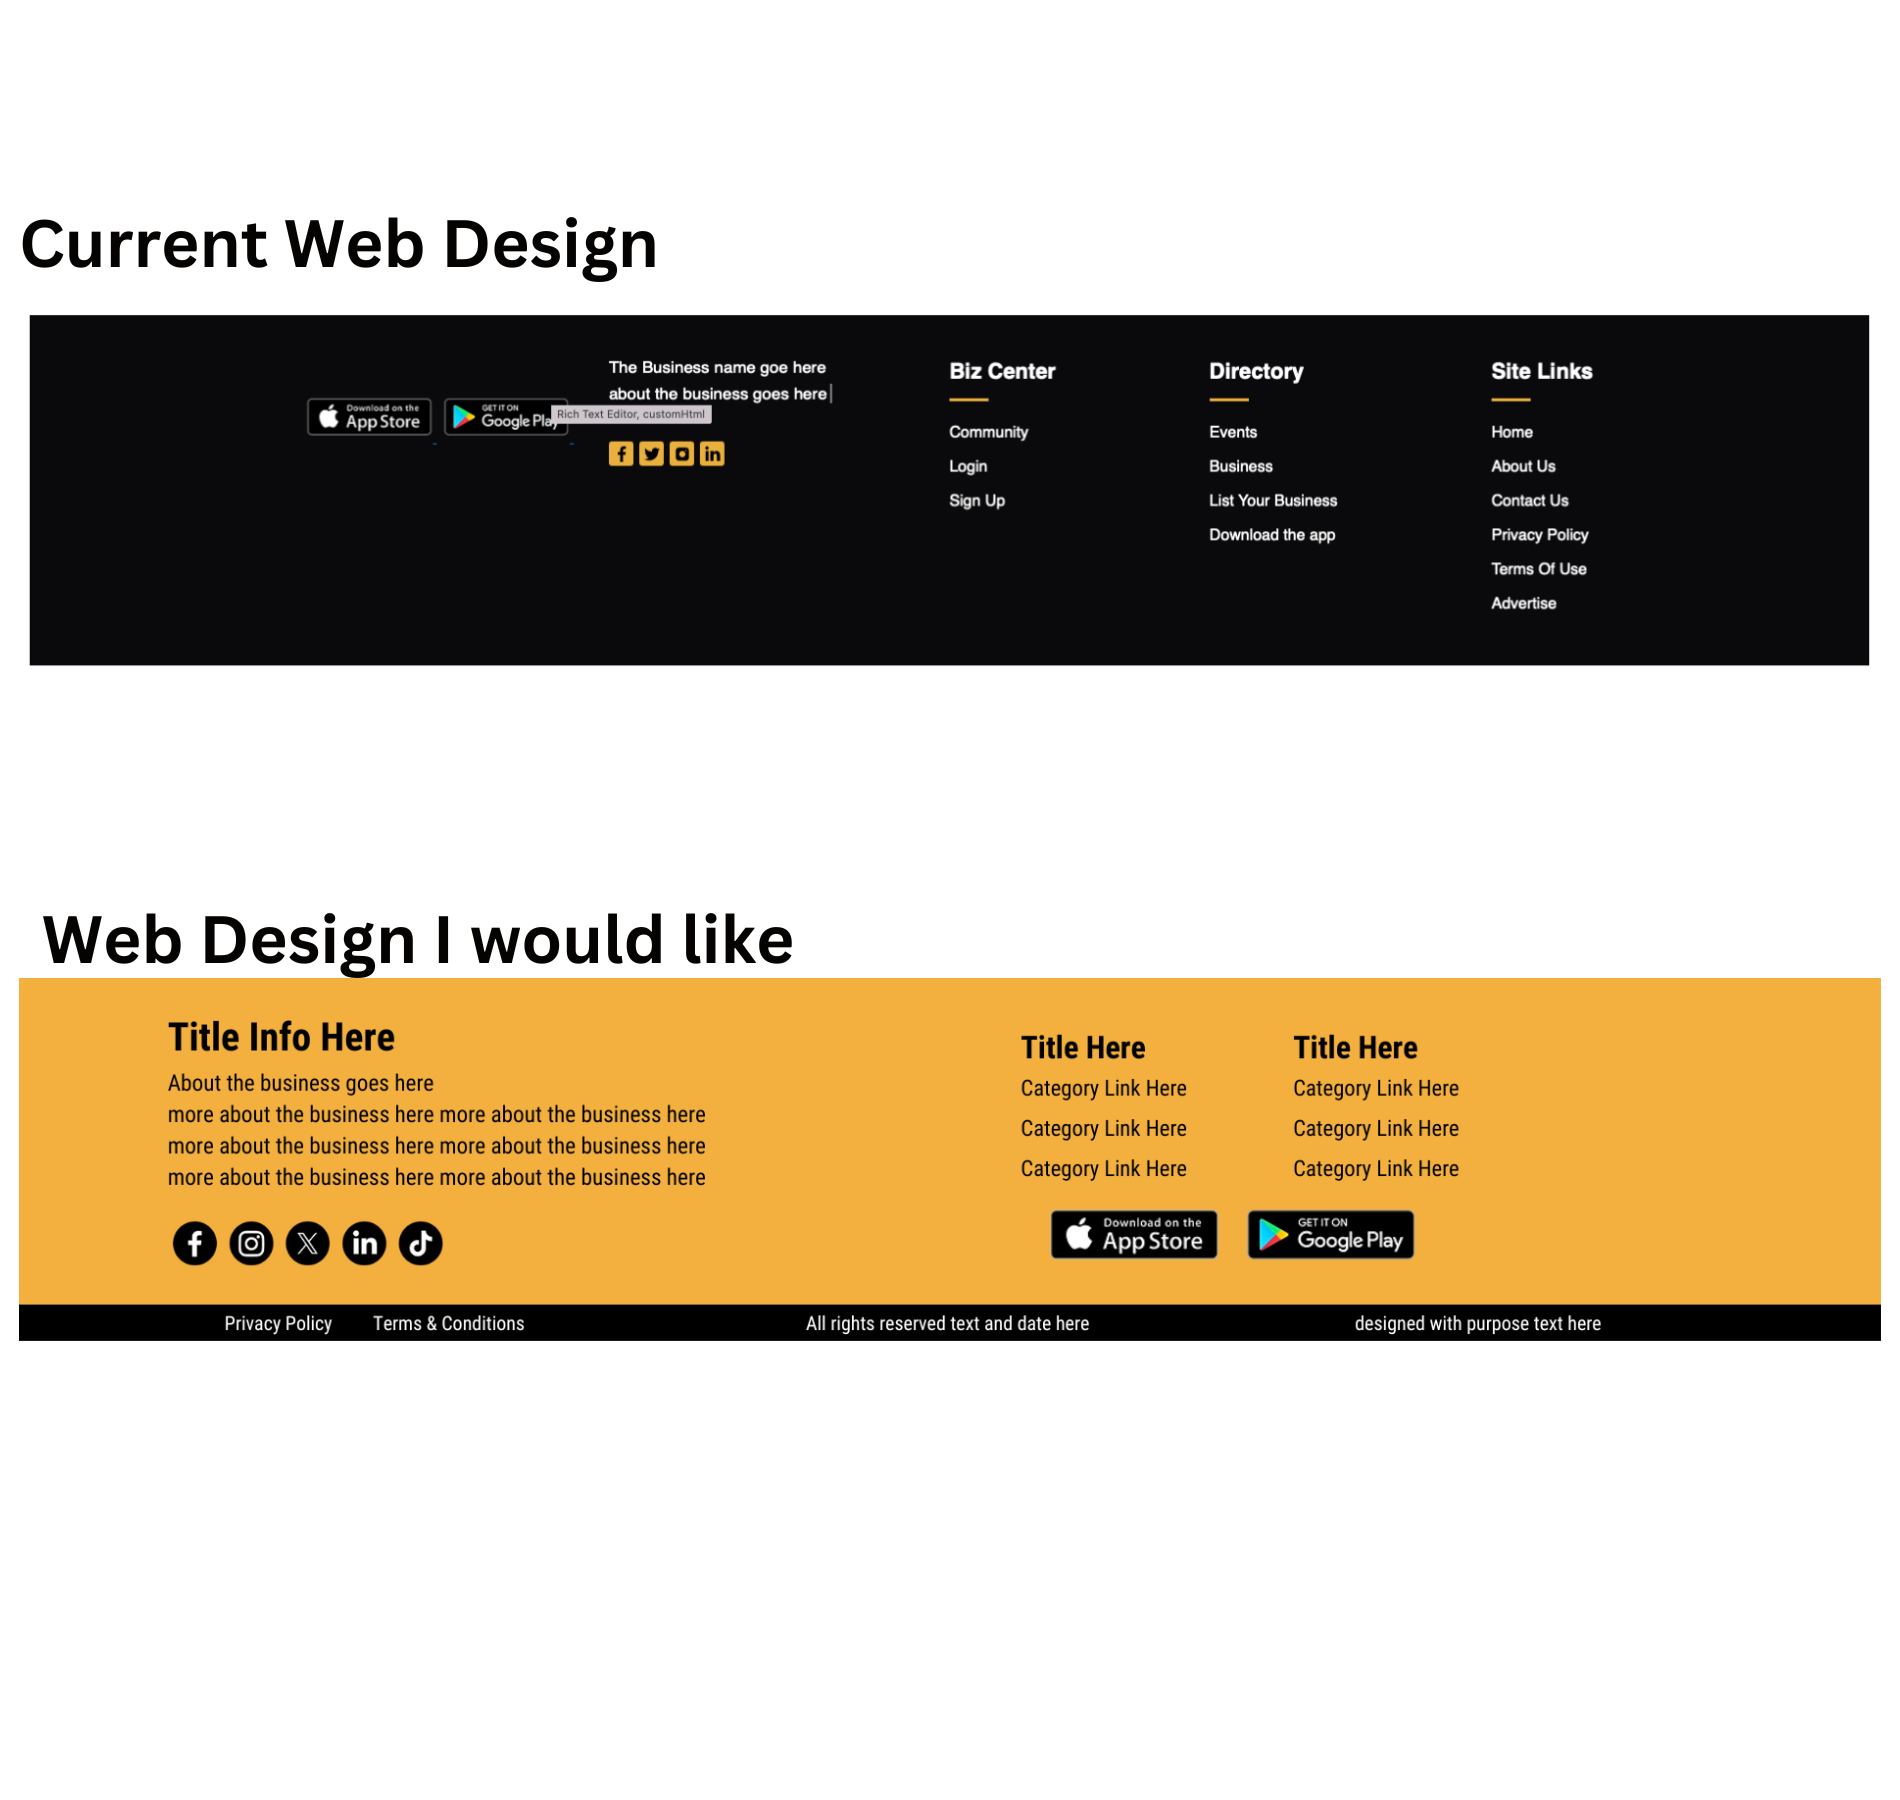 Current Web Design
Download on the
App Store
GET IT ON
Google Play
The Business name goe here
about the business goes here
Rich Text Editor, customHtml
Biz Center
Community
Login
Sign Up
Directory
Events
Business
List Your Business
Download the app
Site Links
Home
About Us
Contact Us
Privacy Policy
Terms Of Use
Advertise
Web Design I would like
Title Info Here
About the business goes here
more about the business here more about the business here
more about the business here more about the business here
more about the business here more about the business here
Title Here
Category Link Here
Category Link Here
Category Link Here
Title Here
Category Link Here
Category Link Here
Category Link Here
Download on the
App Store
GET IT ON
Google Play
Privacy Policy
Terms & Conditions
All rights reserved text and date here
designed with purpose text here